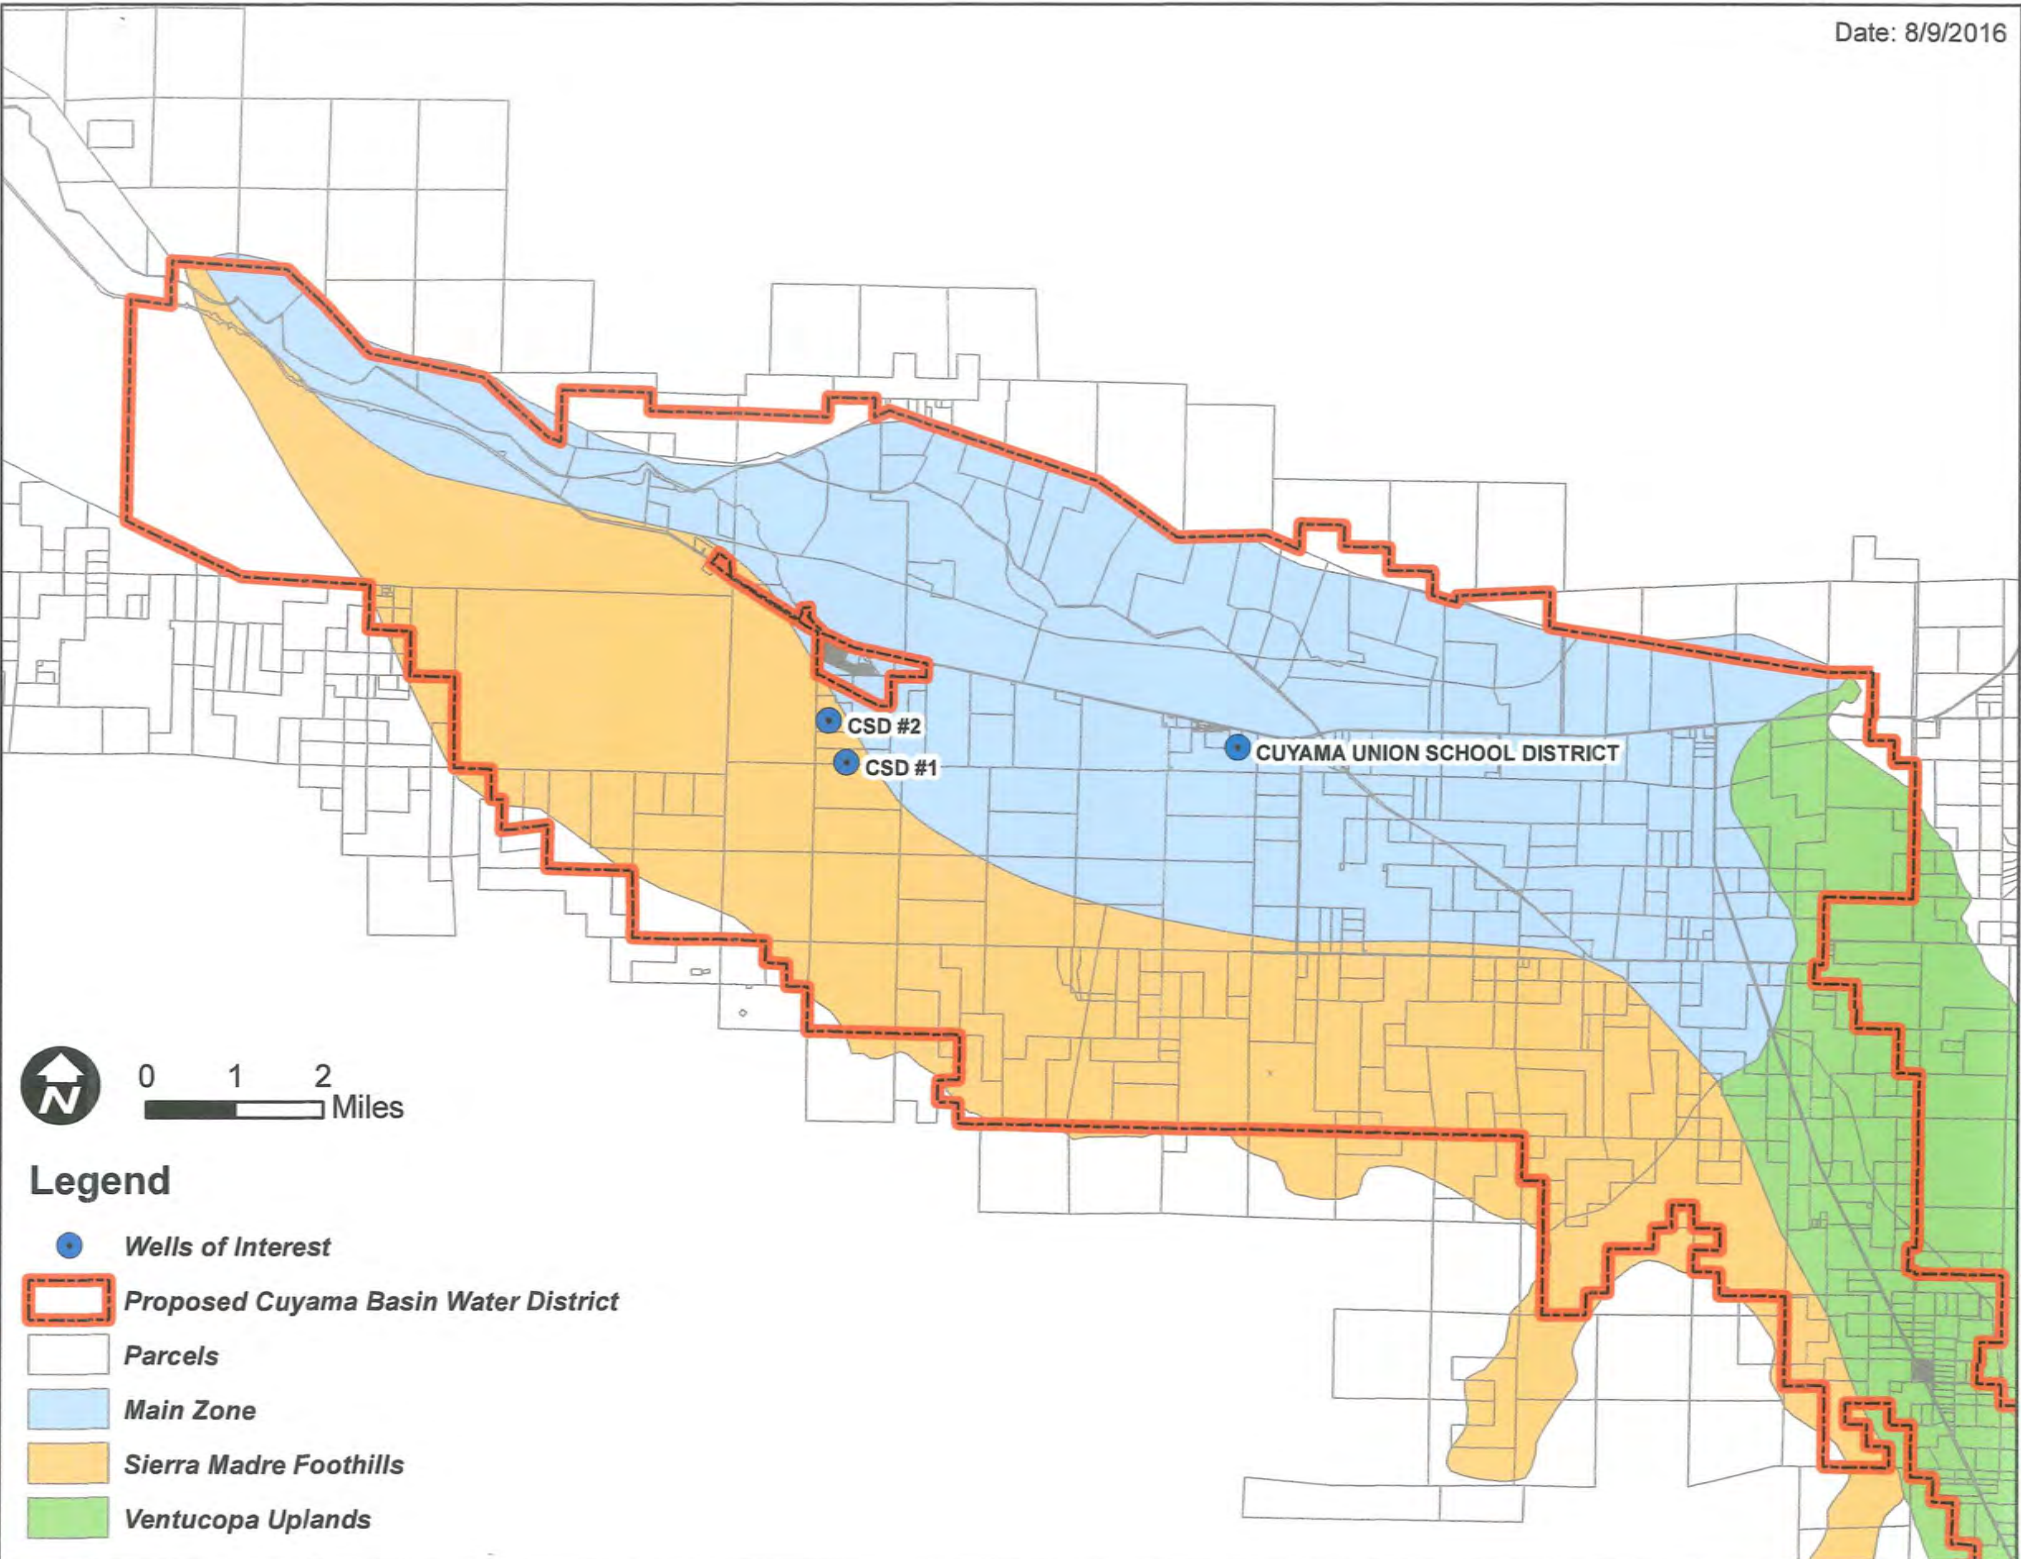 Date: 8/9/2016
CSD #2
CSD #1
CUYAMA UNION SCHOOL DISTRICT
N
0 1 2
Miles
Legend
Wells of Interest
Proposed Cuyama Basin Water District
Parcels
Main Zone
Sierra Madre Foothills
Ventucopa Uplands